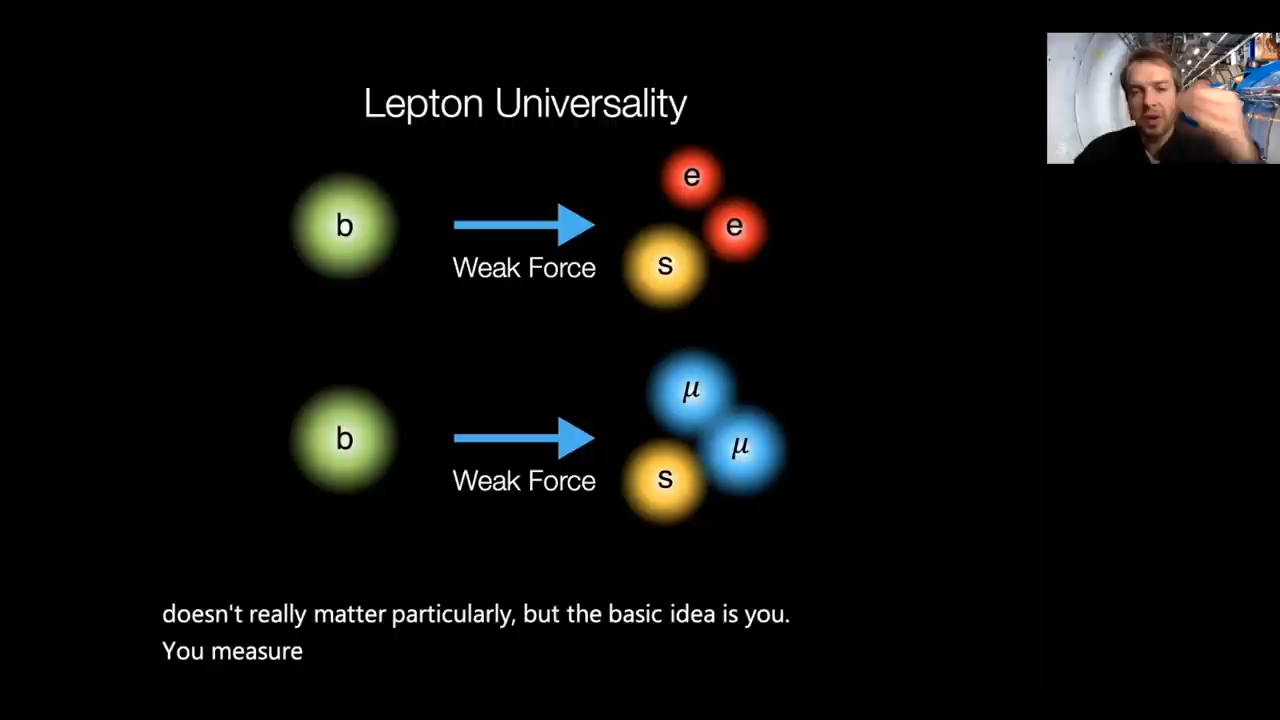 Lepton Universality
b
Weak Force
e
e
s
b
Weak Force
μ
μ
s
doesn't really matter particularly, but the basic idea is you.
You measure